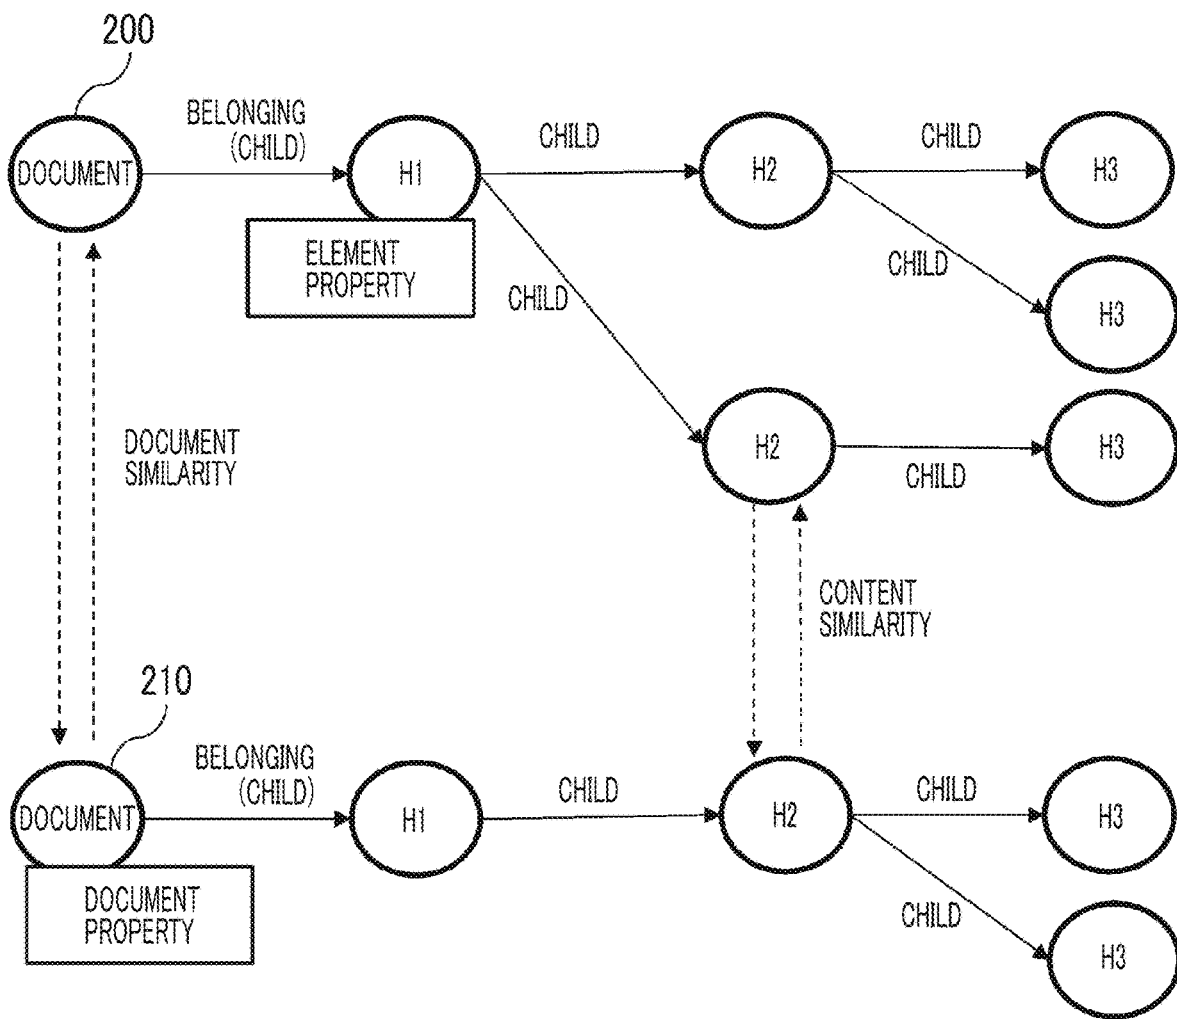 200
BELONGING
(CHILD)
CHILD
CHILD
DOCUMENT
H1
H2
H3
ELEMENT
PROPERTY
CHILD
CHILD
H3
H2
H3
CHILD
DOCUMENT
SIMILARITY
CONTENT
SIMILARITY
210
BELONGING
(CHILD)
CHILD
CHILD
DOCUMENT
H1
H2
H3
DOCUMENT
PROPERTY
CHILD
H3